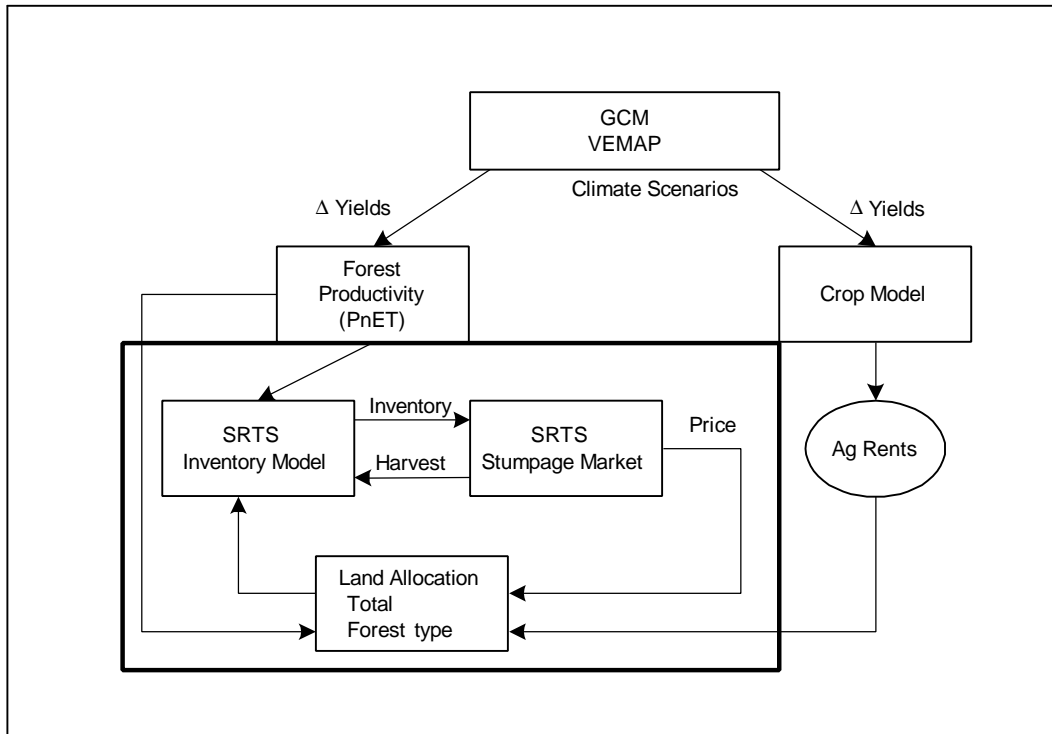 GCM
VEMAP
Climate Scenarios
Δ Yields
Δ Yields
Forest
Productivity
(PnET)
Crop Model
Inventory
Price
SRTS
Inventory Model
SRTS
Stumpage Market
Harvest
Ag Rents
Land Allocation
Total
Forest type